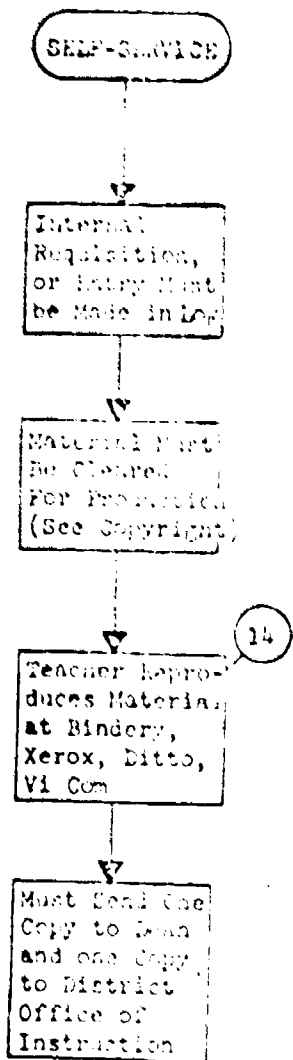 SELF-SERVICE
Internal
Requisition,
or Entry Must
be Made in Log
Material Must
Be Cleared
For Production
(See Copyright)
14
Teacher Repro-
duces Material
at Bindery,
Xerox, Ditto,
Vi Com
Must Send One
Copy to Dean
and one Copy
to District
Office of
Instruction